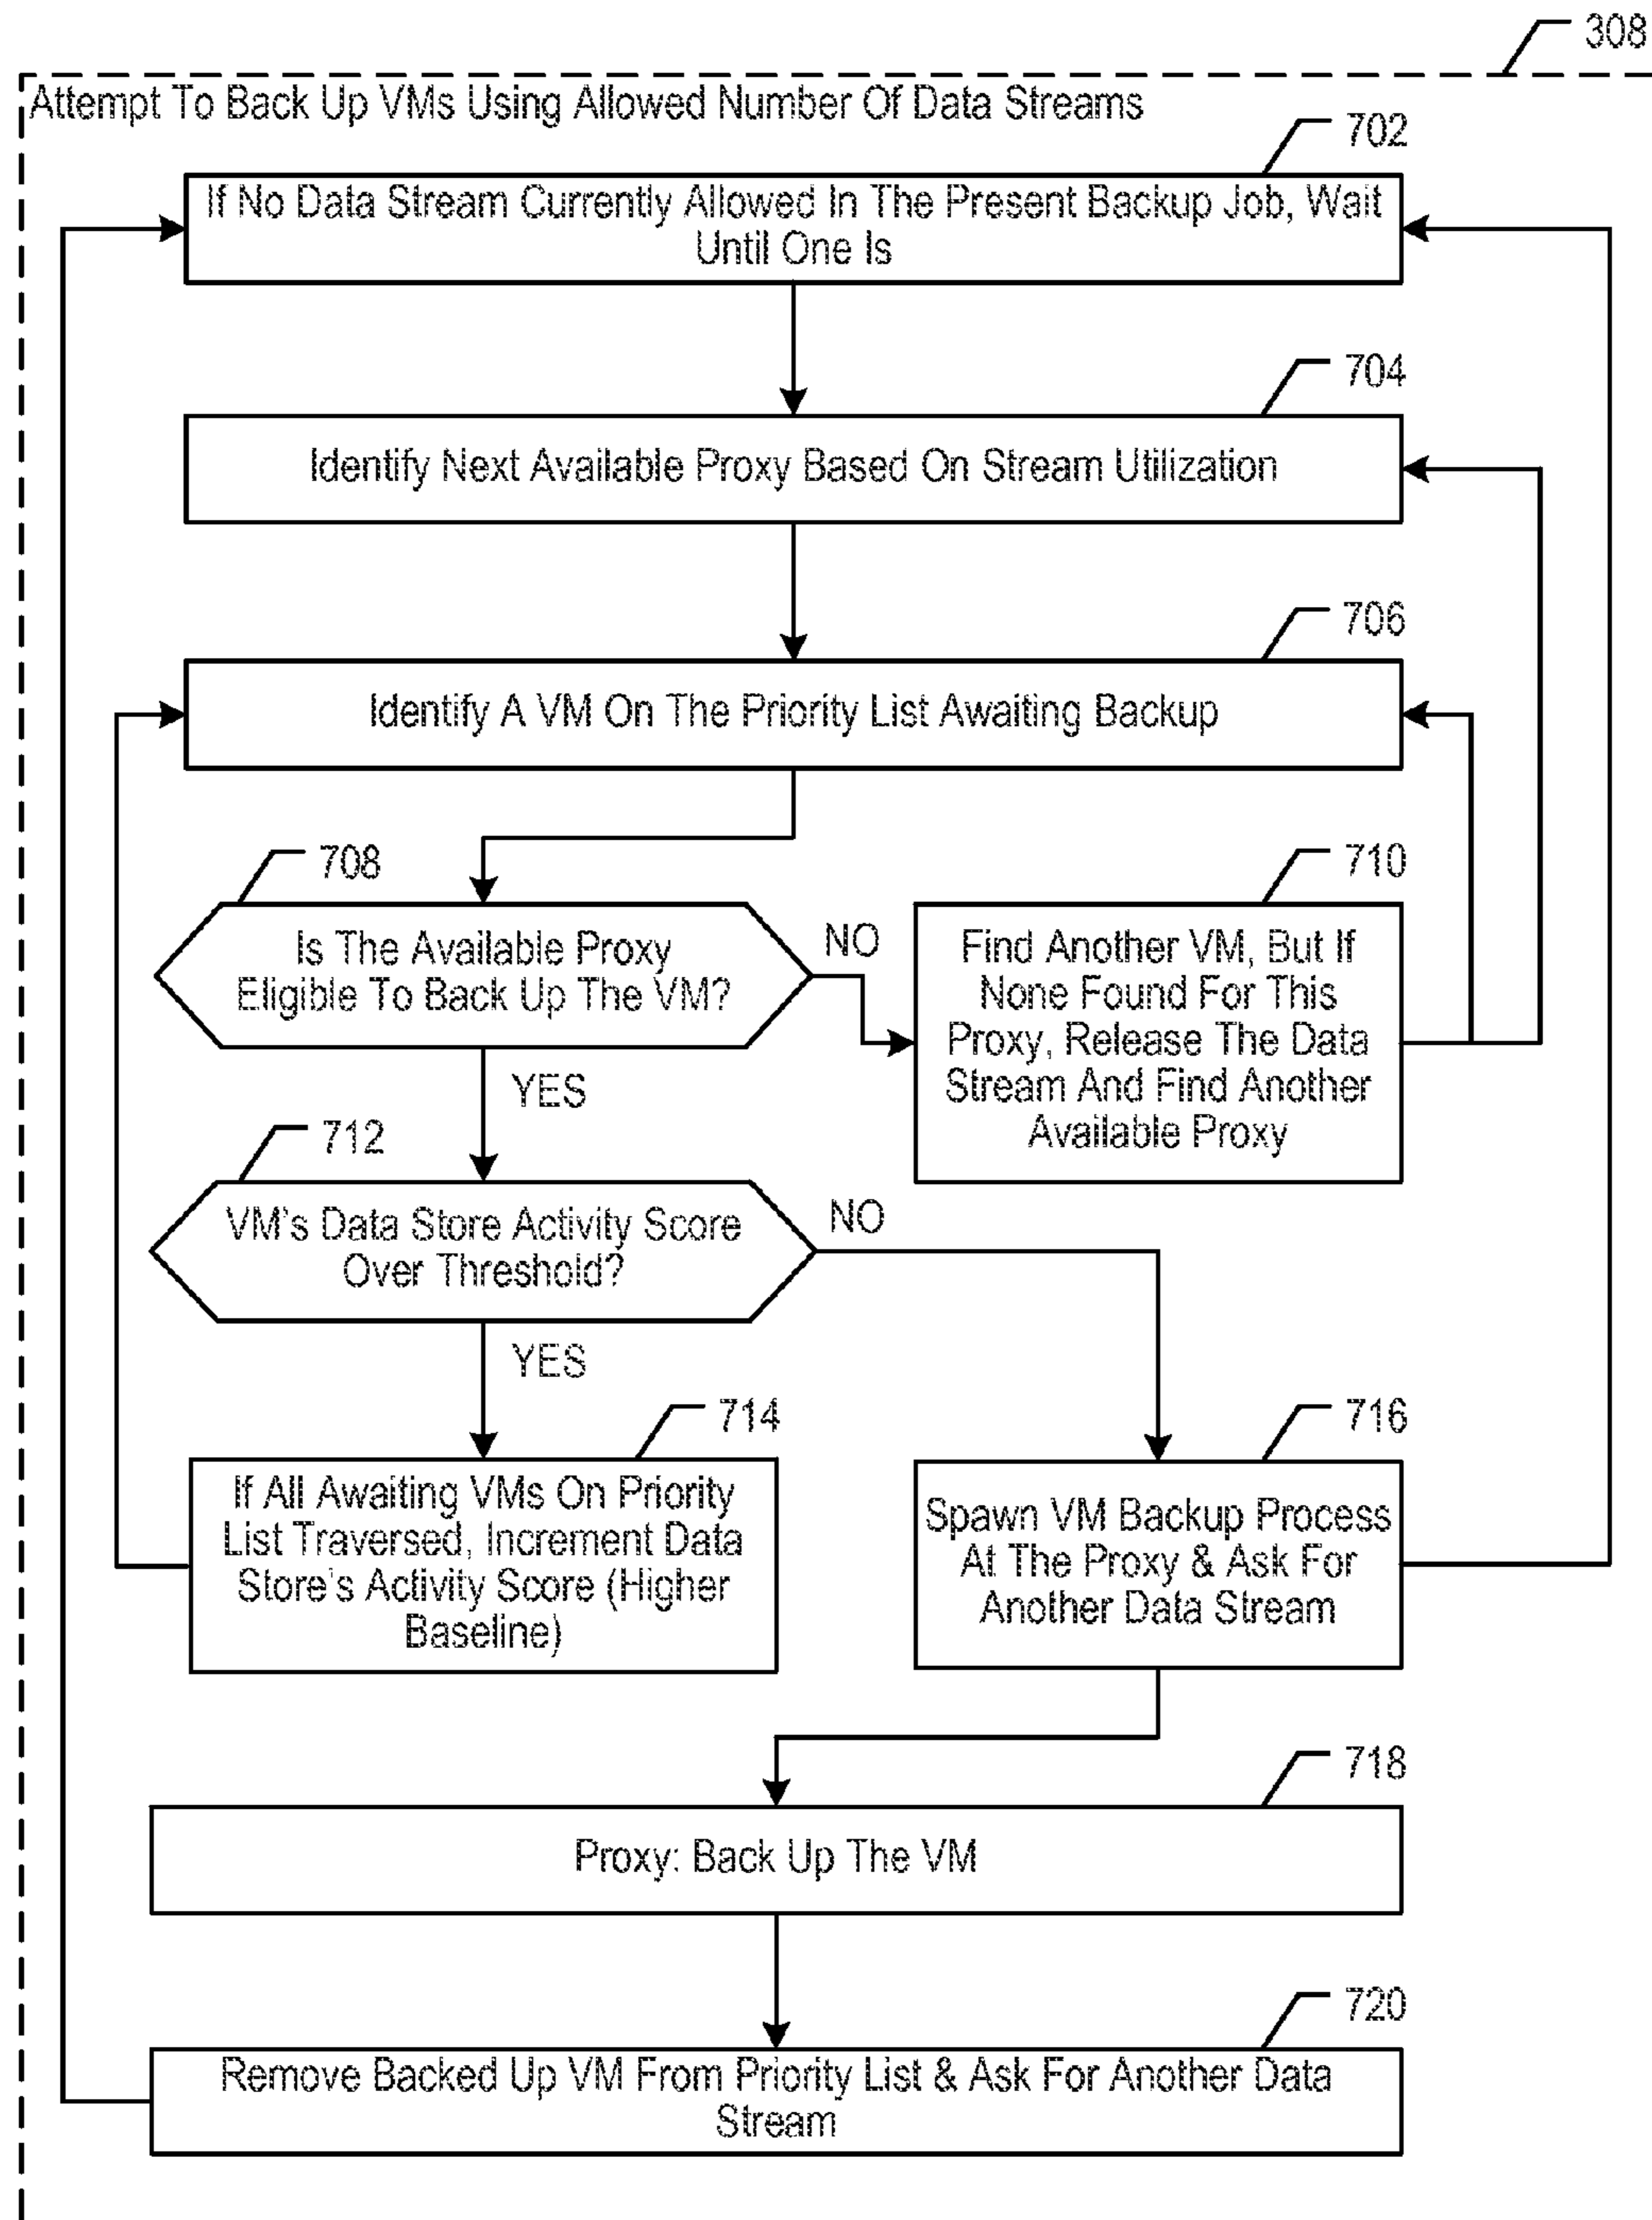 308
Attempt To Back Up VMs Using Allowed Number Of Data Streams
702
If No Data Stream Currently Allowed In The Present Backup Job, Wait
Until One Is
704
Identify Next Available Proxy Based On Stream Utilization
706
Identify A VM On The Priority List Awaiting Backup
708
Is The Available Proxy
Eligible To Back Up The VM?
NO
YES
710
Find Another VM, But If
None Found For This
Proxy, Release The Data
Stream And Find Another
Available Proxy
712
VM's Data Store Activity Score
Over Threshold?
NO
YES
714
If All Awaiting VMs On Priority
List Traversed, Increment Data
Store's Activity Score (Higher
Baseline)
716
Spawn VM Backup Process
At The Proxy & Ask For
Another Data Stream
718
Proxy: Back Up The VM
720
Remove Backed Up VM From Priority List & Ask For Another Data
Stream